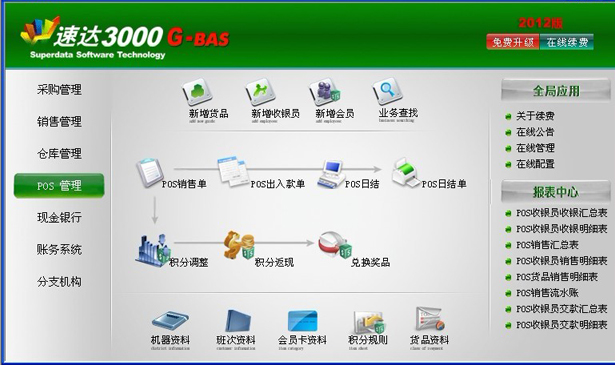 速达3000 G-BAS
Superdata Software Technology
2012版
免费升级 在线续费
采购管理
销售管理
仓库管理
POS 管理
现金银行
账务系统
分支机构
新增货品
新增收银员
新增会员
业务查找
POS销售单
POS出入款单
POS日结
POS日结单
积分调整
积分返现
兑换奖品
机器资料
班次资料
会员卡资料
积分规则
货品资料
全局应用
关于续费
在线公告
在线管理
在线配置
报表中心
POS收银员收银汇总表
POS收银员收银明细表
POS销售汇总表
POS收银员销售明细表
POS货品销售明细表
POS销售流水账
POS收银员交款汇总表
POS收银员交款明细表